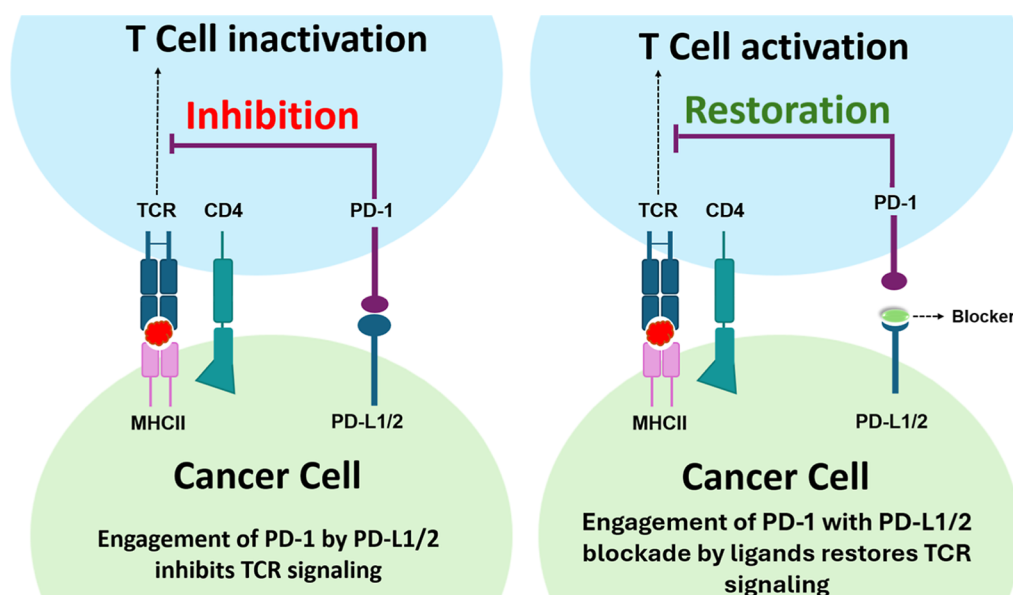 T Cell inactivation
Inhibition
TCR
CD4
PD-1
MHCII
PD-L1/2
Cancer Cell
Engagement of PD-1 by PD-L1/2
inhibits TCR signaling
T Cell activation
Restoration
TCR
CD4
PD-1
Blocker
MHCII
PD-L1/2
Cancer Cell
Engagement of PD-1 with PD-L1/2
blockade by ligands restores TCR
signaling